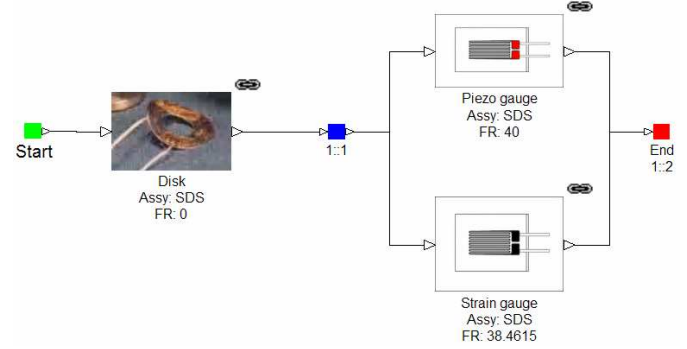 Start
Disk
Assy: SDS
FR: 0
1::1
Piezo gauge
Assy: SDS
FR: 40
Strain gauge
Assy: SDS
FR: 38.4615
End
1::2